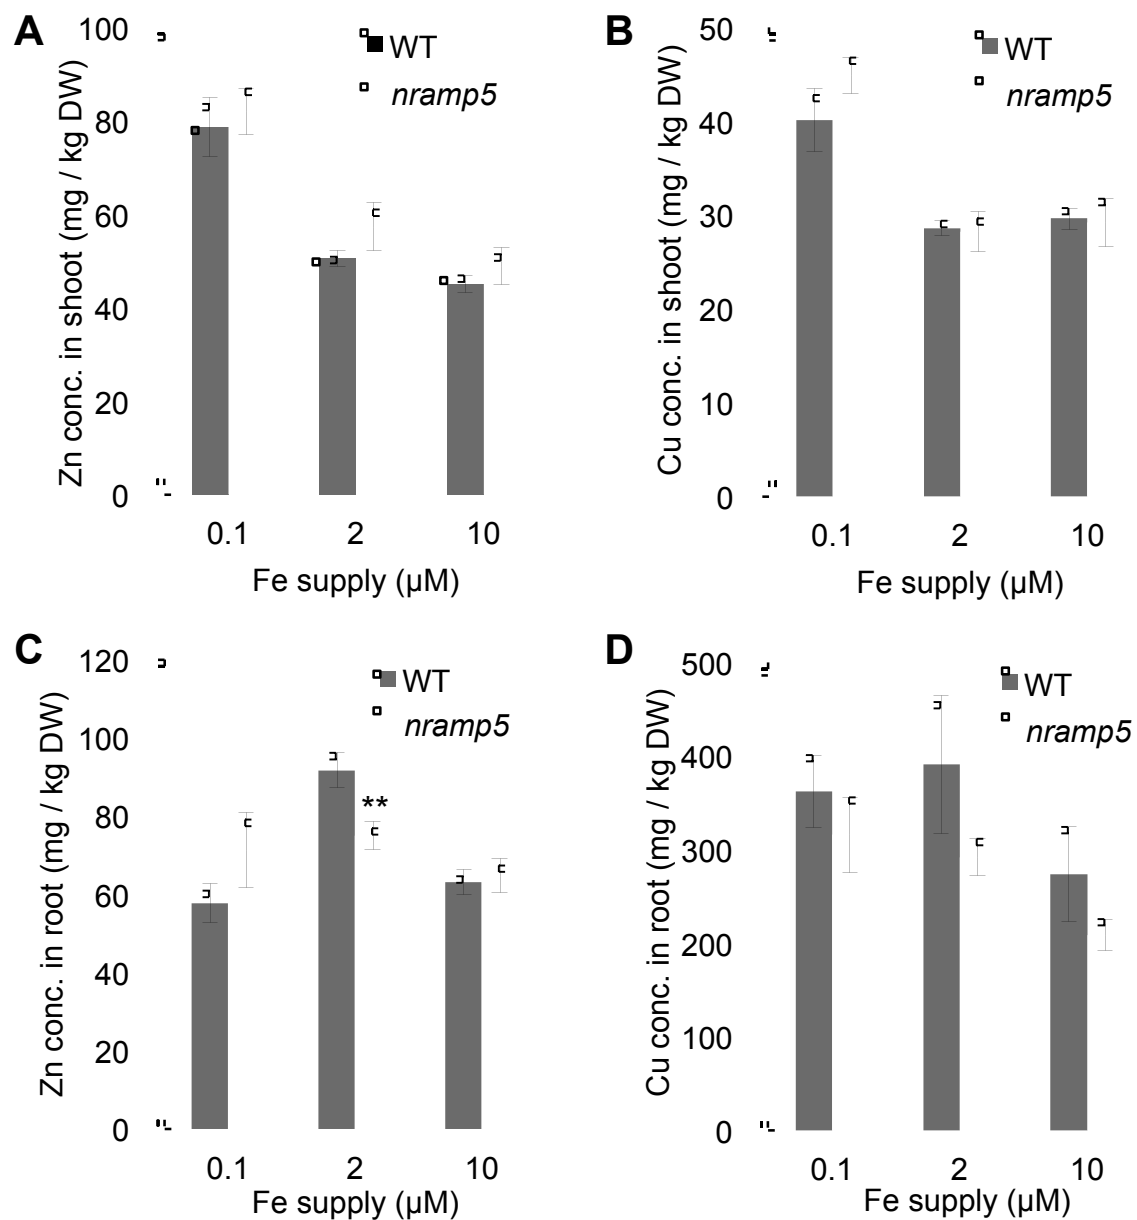 A
Zn conc. in shoot (mg / kg DW)
100
80
60
40
20
0
WT
nramp5
0.1 2 10
Fe supply (µM)
B
Cu conc. in shoot (mg / kg DW)
50
40
30
20
10
0
WT
nramp5
0.1 2 10
Fe supply (µM)
C
Zn conc. in root (mg / kg DW)
120
100
80
60
40
20
0
WT
nramp5
**
0.1 2 10
Fe supply (µM)
D
Cu conc. in root (mg / kg DW)
500
400
300
200
100
0
WT
nramp5
0.1 2 10
Fe supply (µM)